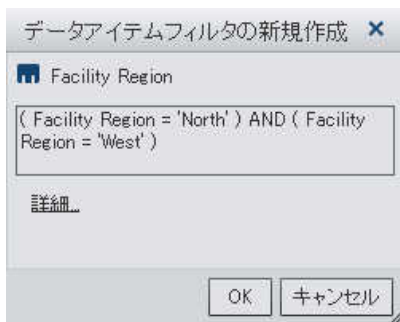 データアイテムフィルタの新規作成 ×
Facility Region
( Facility Region = 'North' ) AND ( Facility
Region = 'West' )
詳細...
OK キャンセル